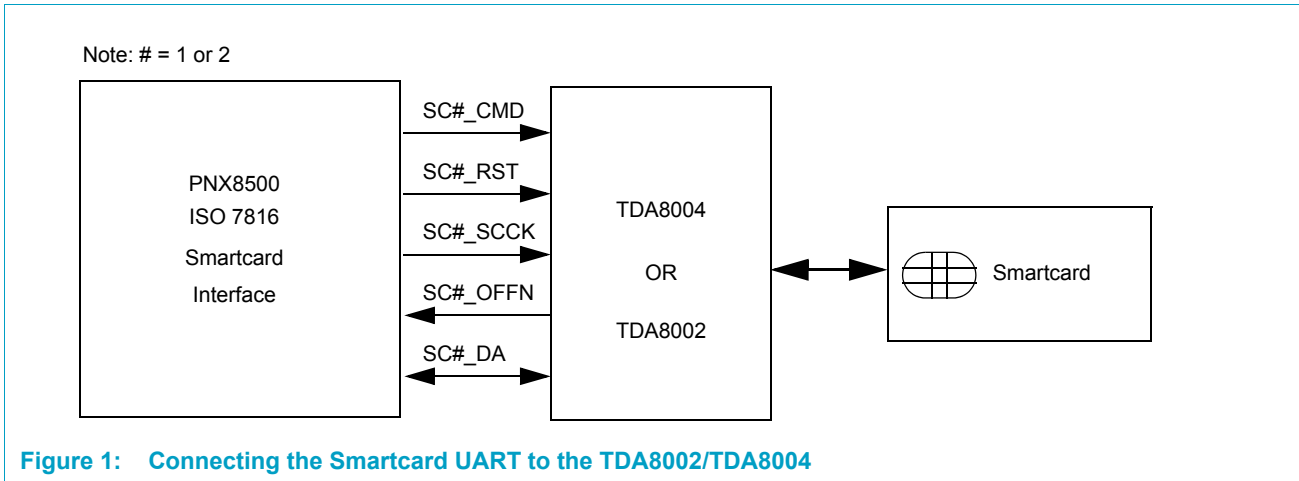 Note: # = 1 or 2
PNX8500
ISO 7816
Smartcard
Interface
SC#_CMD
SC#_RST
SC#_SCCK
SC#_OFFN
SC#_DA
TDA8004
OR
TDA8002
Smartcard
Figure 1: Connecting the Smartcard UART to the TDA8002/TDA8004